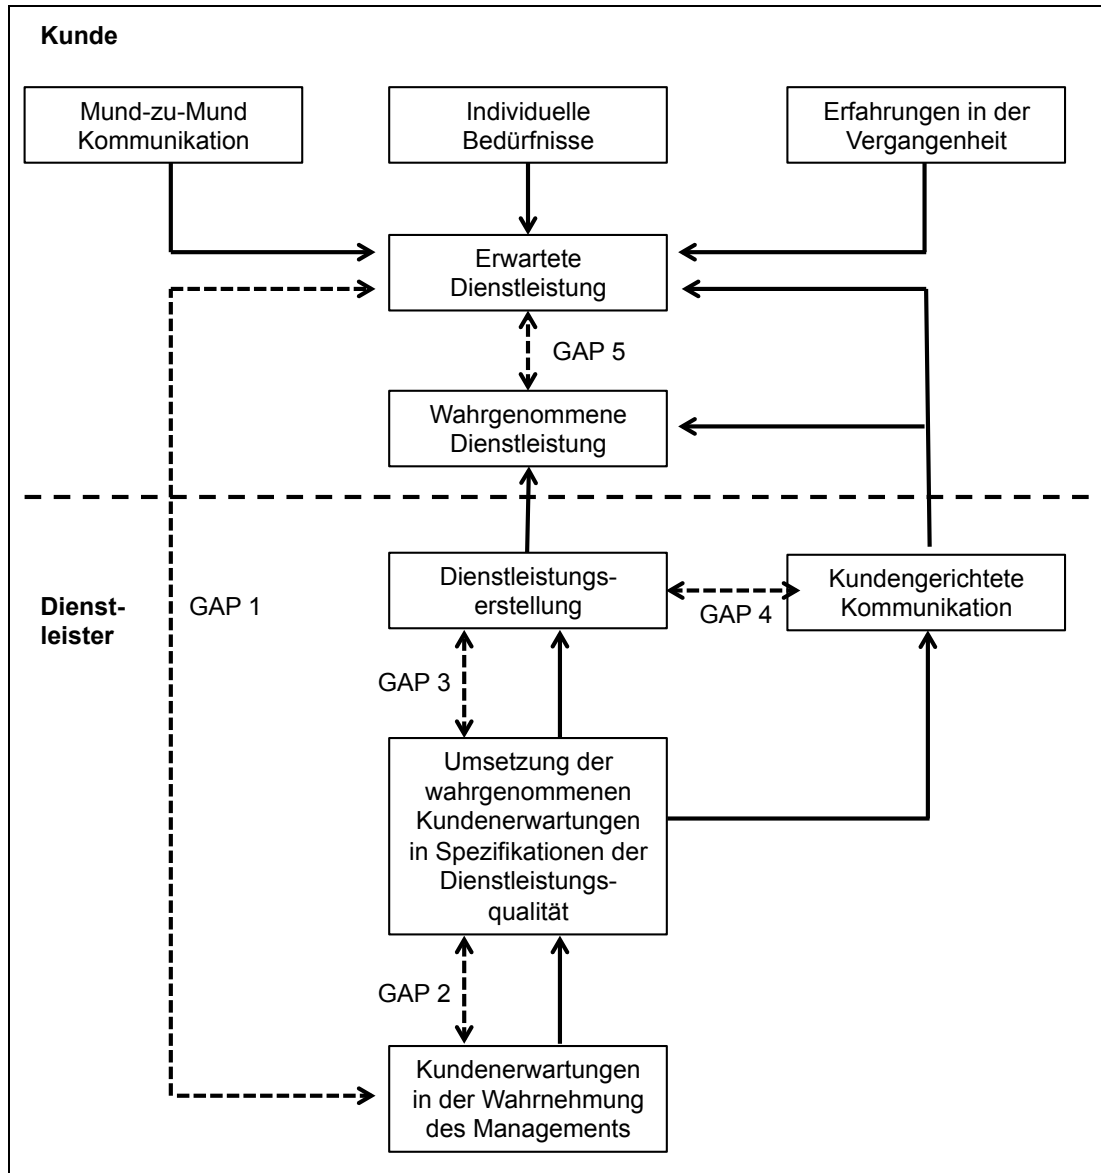 Kunde
Mund-zu-Mund
Kommunikation
Individuelle
Bedürfnisse
Erfahrungen in der
Vergangenheit
Erwartete
Dienstleistung
GAP 5
Wahrgenommene
Dienstleistung
Dienst-
leister
GAP 1
Dienstleistungs-
erstellung
GAP 4
Kundengerichtete
Kommunikation
GAP 3
Umsetzung der
wahrgenommenen
Kundenerwartungen
in Spezifikationen der
Dienstleistungs-
qualität
GAP 2
Kundenerwartungen
in der Wahrnehmung
des Managements